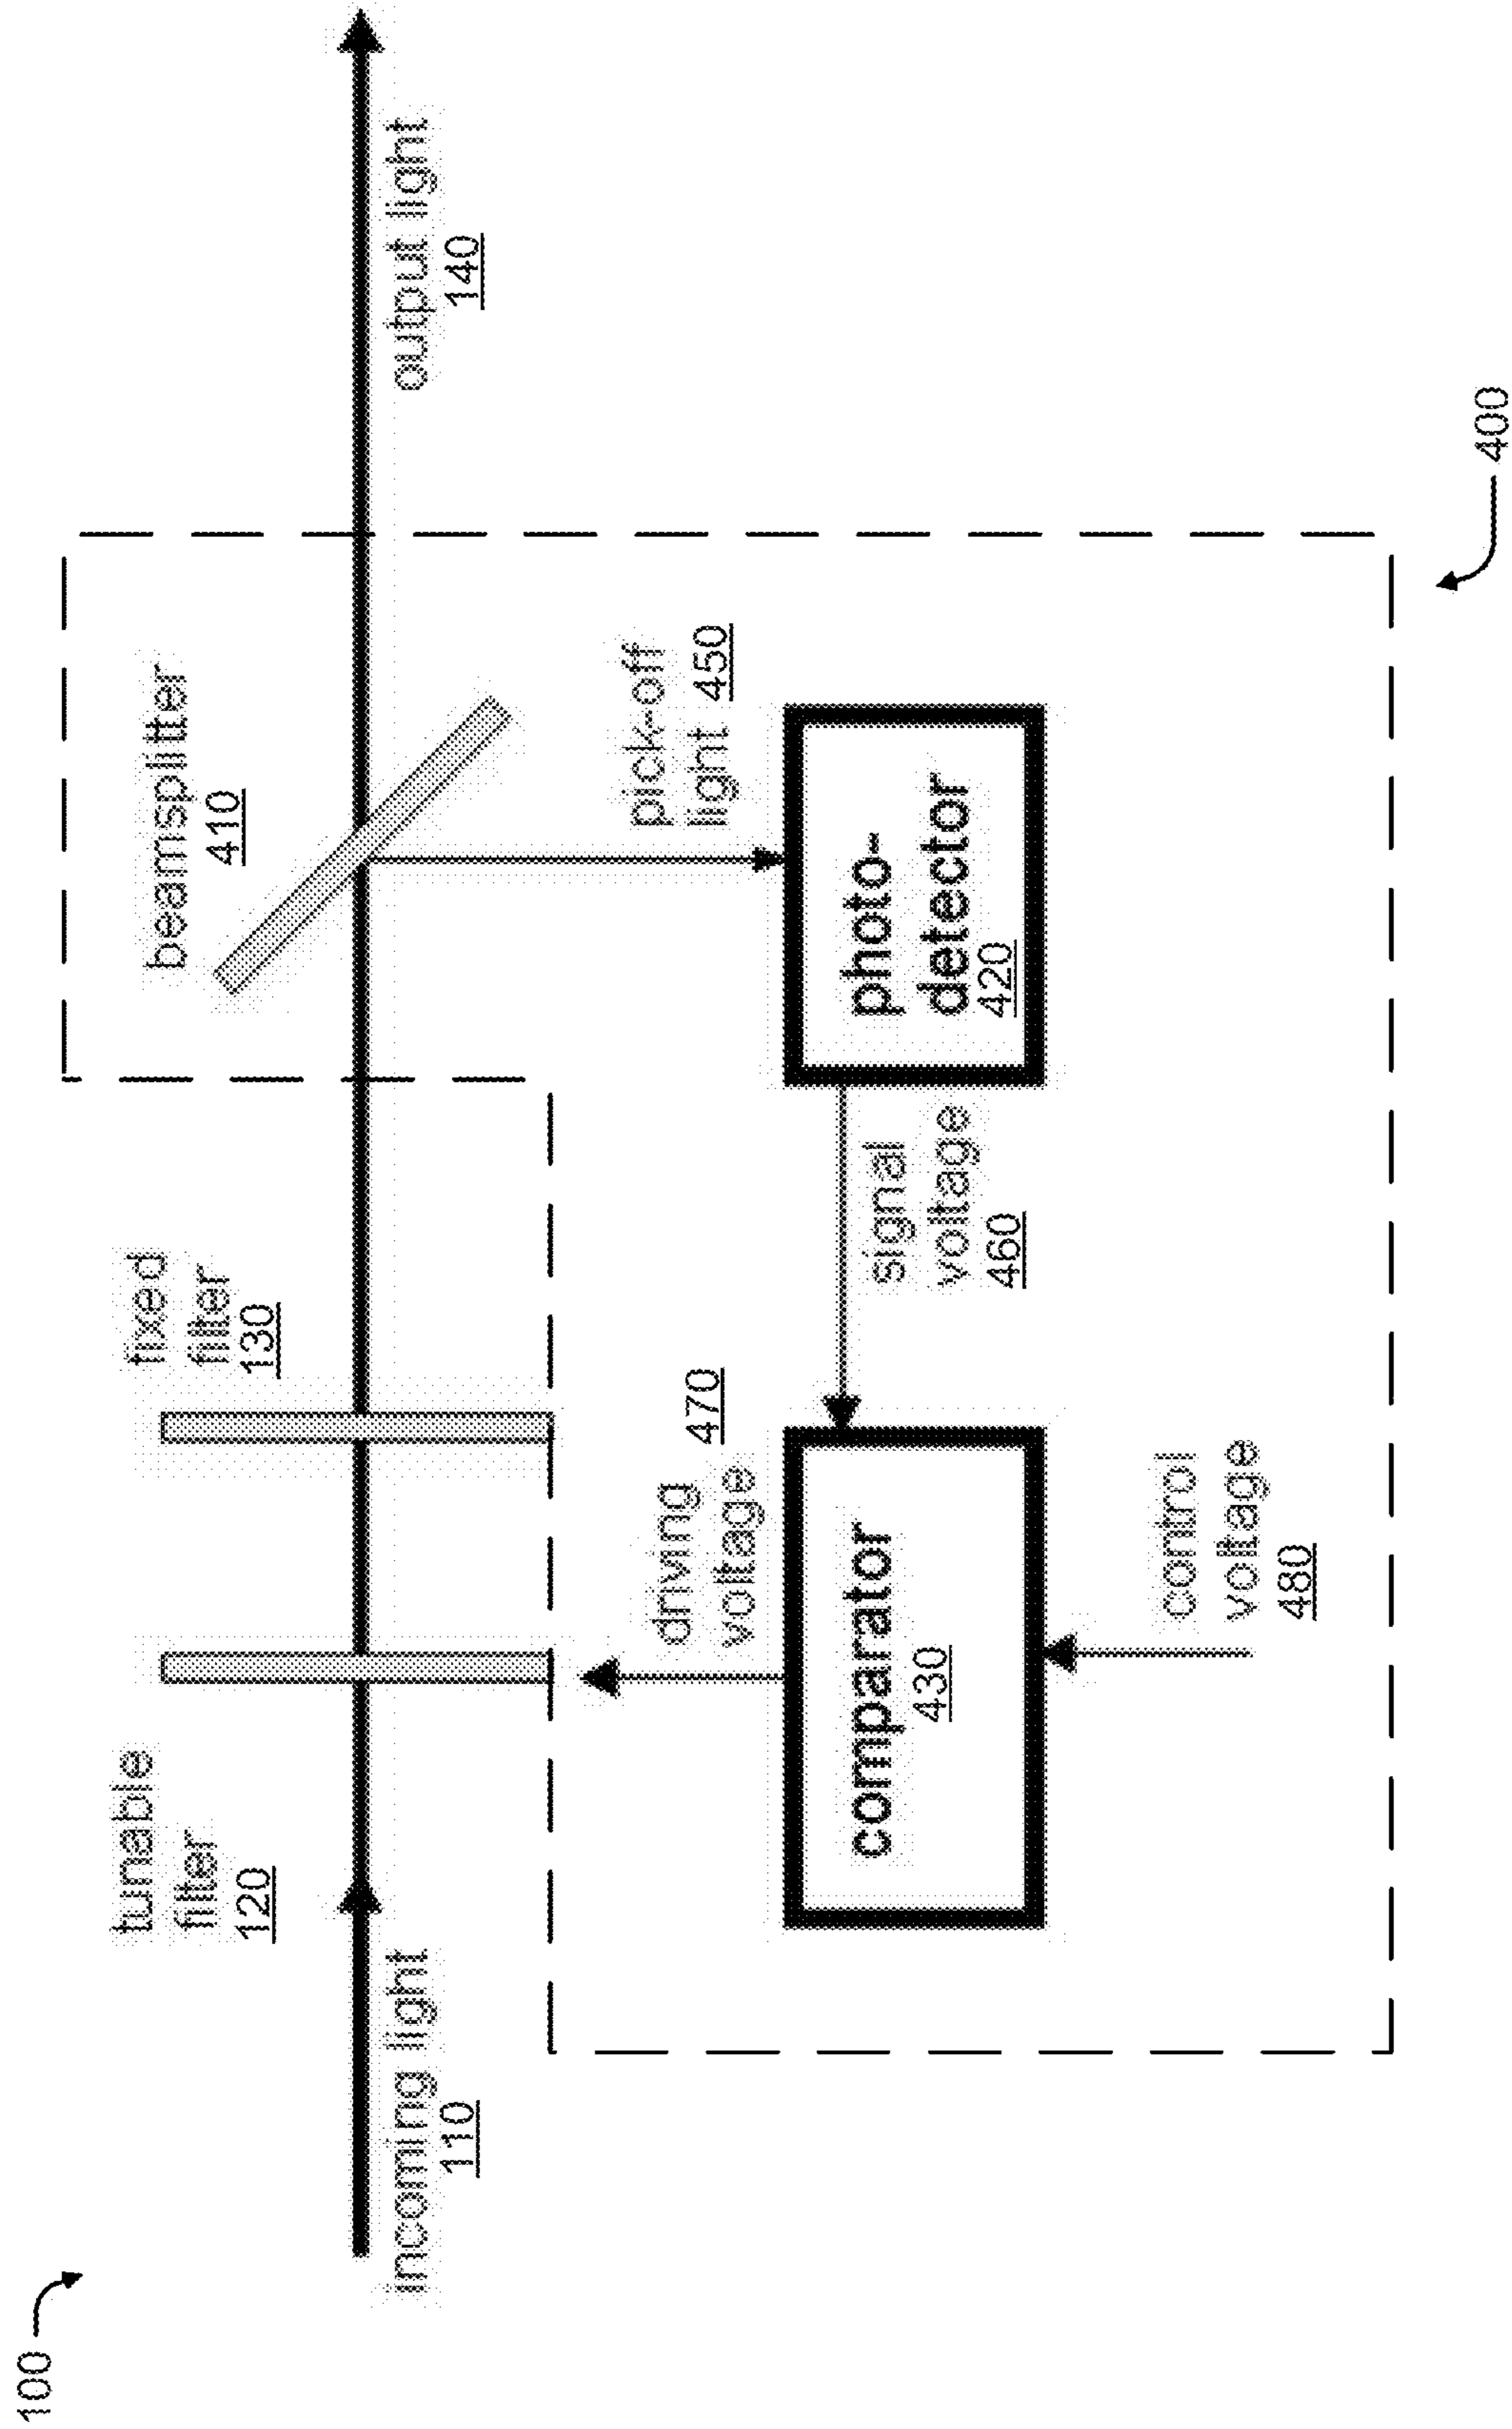 100
tunable
filter
120
fixed
filter
130
beamsplitter
410
incoming light
110
output light
140
driving
voltage
470
pick-off
light 450
comparator
430
signal
voltage
460
photo-
detector
420
control
voltage
480
400